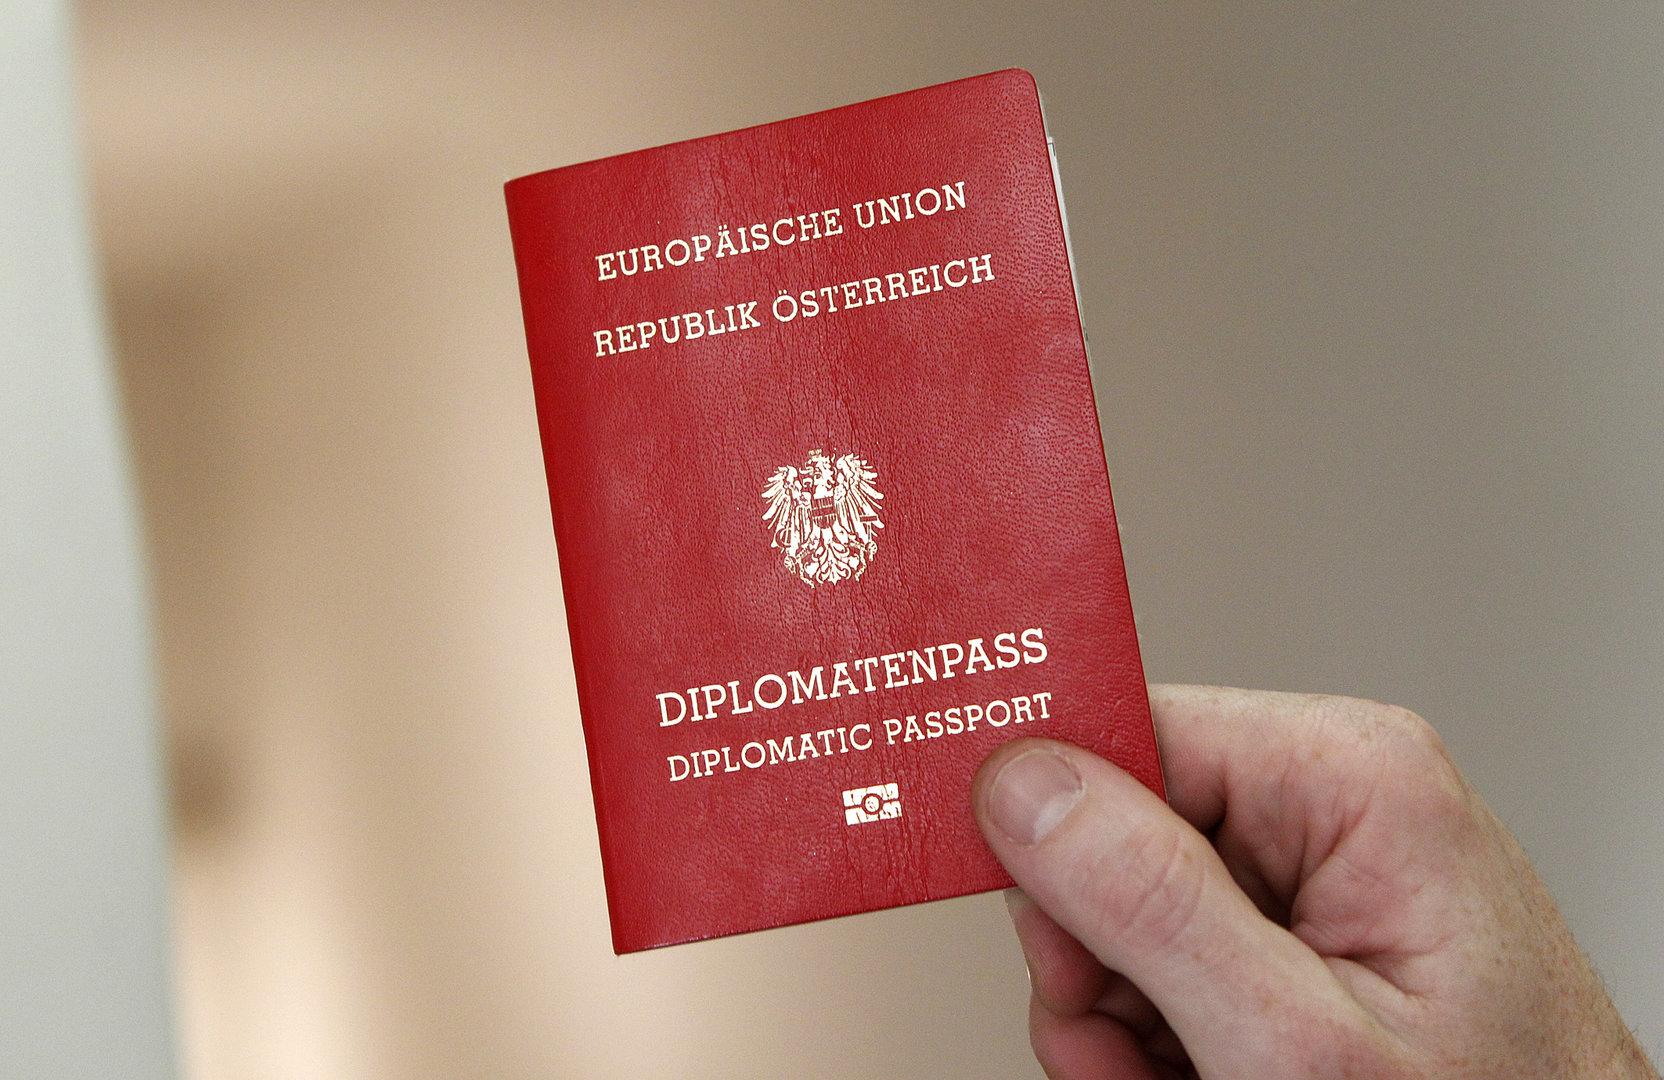 EUROPÄISCHE UNION
REPUBLIK ÖSTERREICH
DIPLOMATENPASS
DIPLOMATIC PASSPORT